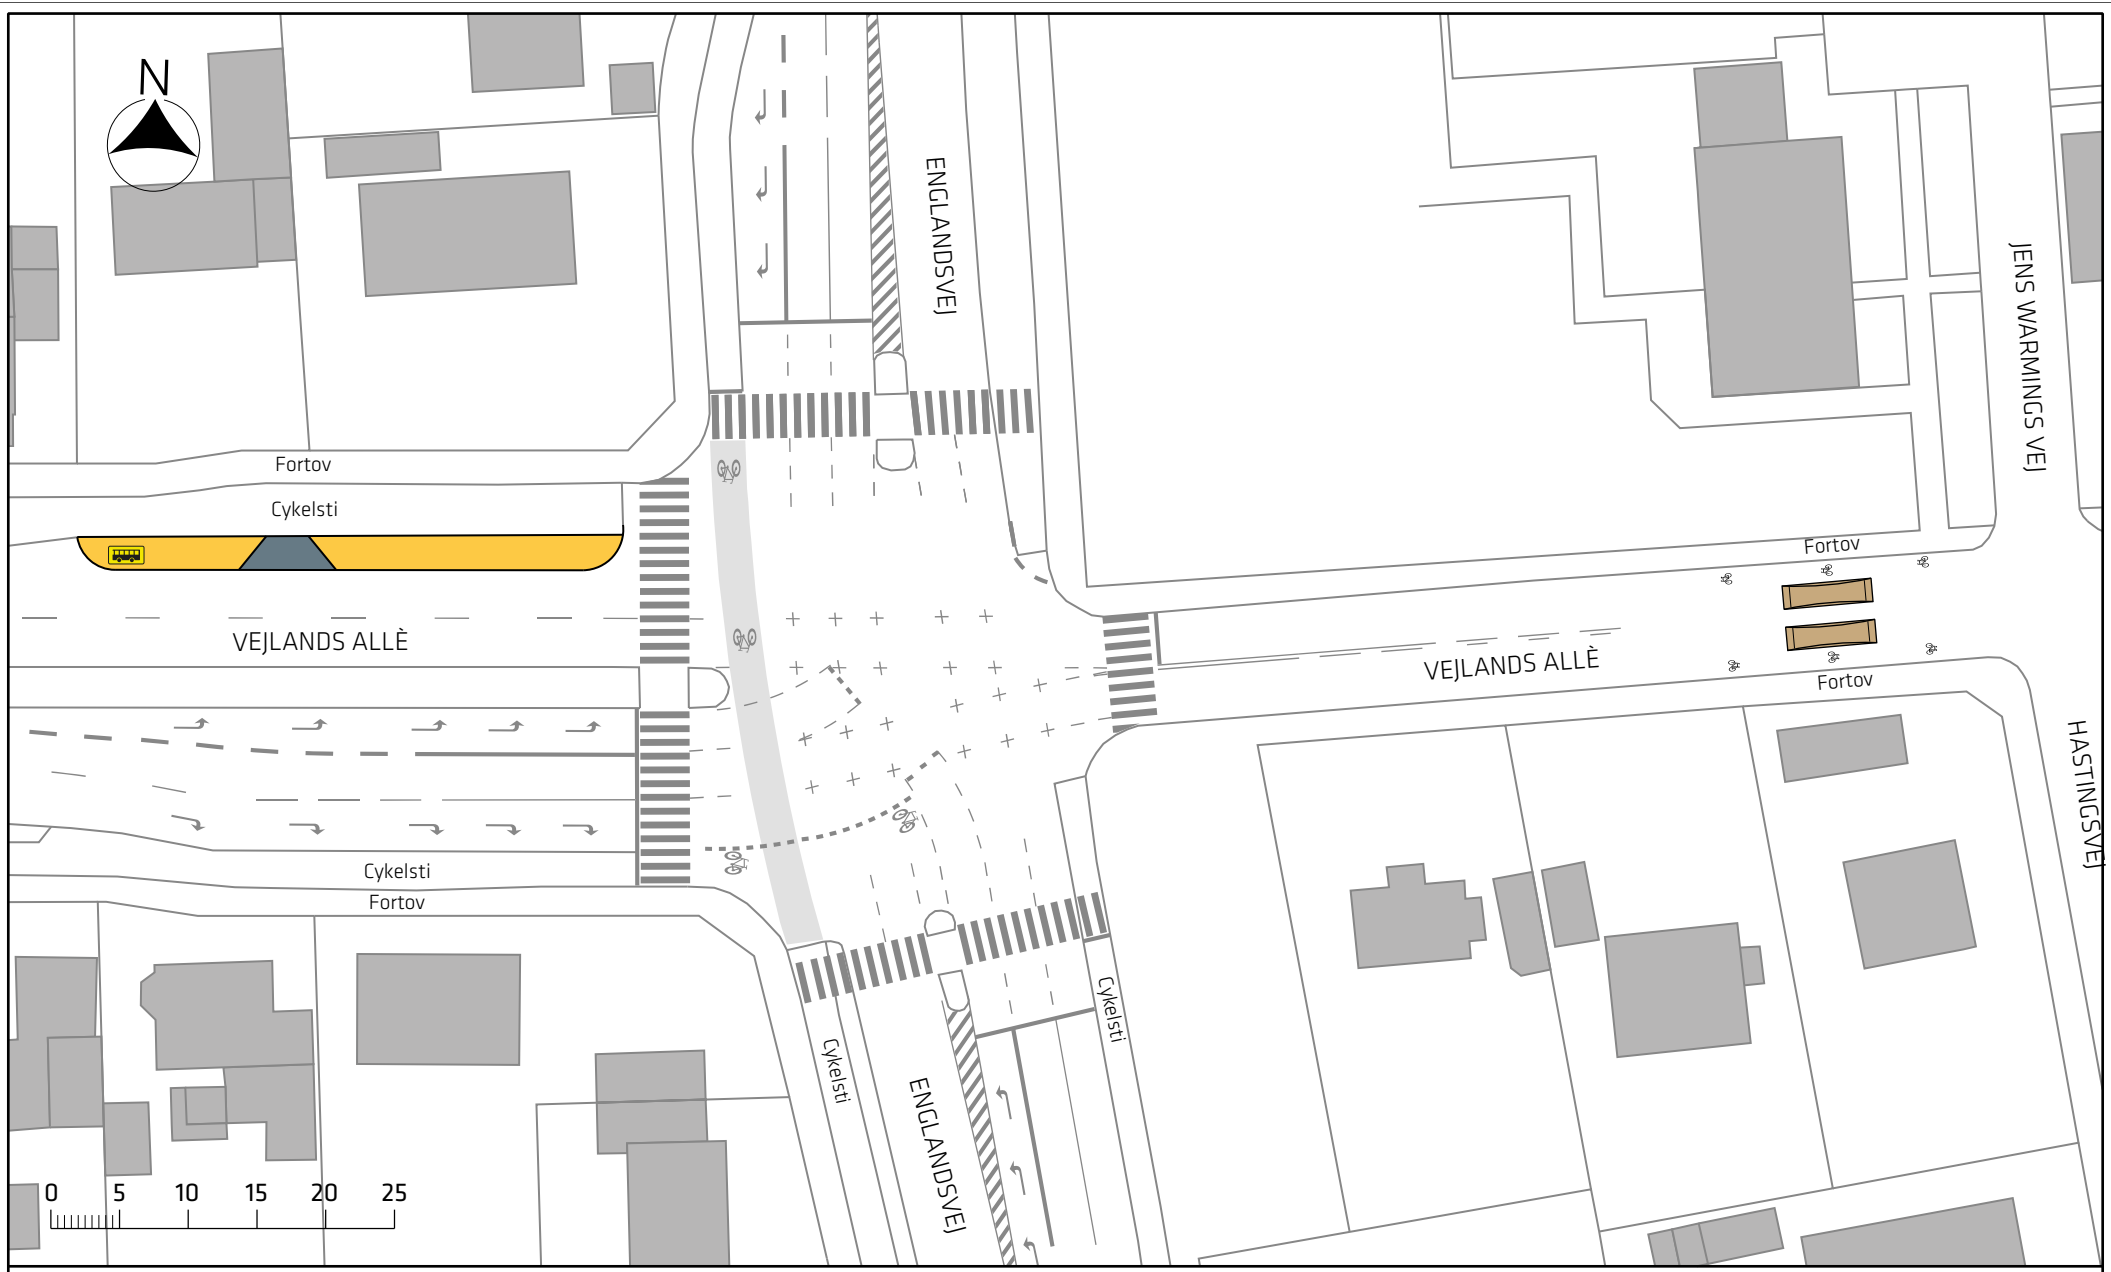 N
ENGLANDSVEJ
JENS WARMINGS VEJ
Fortov
Cykelsti
Fortov
VEJLANDS ALLÈ
VEJLANDS ALLÈ
Fortov
HASTINGSVEJ
Cykelsti
Fortov
Cykelsti
Cykelsti
ENGLANDSVEJ
0 5 10 15 20 25